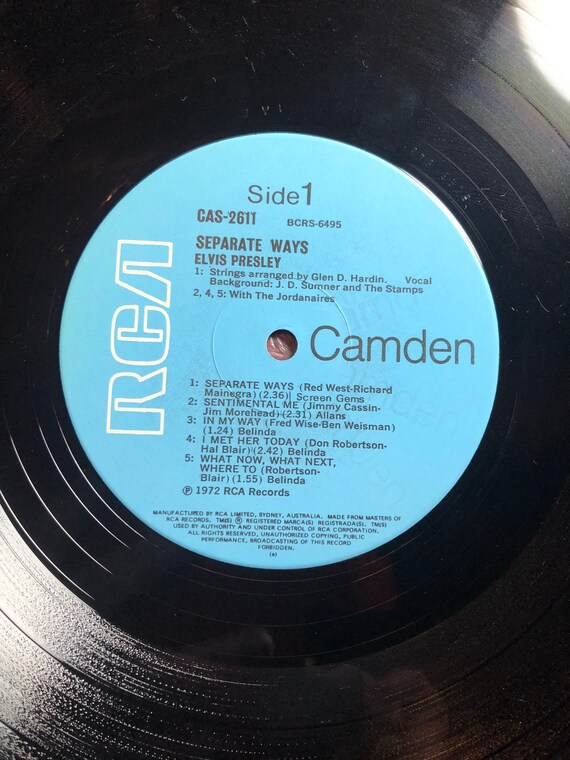 Side 1
CAS-2611 BCRS-6495
SEPARATE WAYS
ELVIS PRESLEY
1: Strings arranged by Glen D. Hardin. Vocal
Background: J. D. Sumner and The Stamps
2, 4, 5: With The Jordanaires
RCA
Camden
1: SEPARATE WAYS (Red West-Richard
Mainegra) (2.36) Screen Gems
2: SENTIMENTAL ME (Jimmy Cassin-
Jim Morehead) (2.31) Allans
3: IN MY WAY (Fred Wise-Ben Weisman)
(1.24) Belinda
4: I MET HER TODAY (Don Robertson-
Hal Blair) (2.42) Belinda
5: WHAT NOW, WHAT NEXT,
WHERE TO (Robertson-
Blair) (1.55) Belinda
Ⓟ 1972 RCA Records
MANUFACTURED BY RCA LIMITED, SYDNEY, AUSTRALIA. MADE FROM MASTERS OF
RCA RECORDS. TM(S) ® REGISTERED MARCA(S) REGISTRADA(S). TM(S)
USED BY AUTHORITY AND UNDER CONTROL OF RCA CORPORATION.
ALL RIGHTS RESERVED, UNAUTHORIZED COPYING, PUBLIC
PERFORMANCE, BROADCASTING OF THIS RECORD
FORBIDDEN.